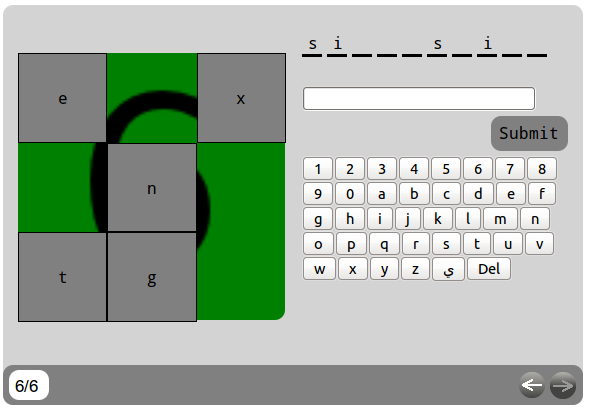 s i _ _ _ s _ i _ _
e x
n
t g
Submit
1 2 3 4 5 6 7 8
9 0 a b c d e f
g h i j k l m n
o p q r s t u v
w x y z ي Del
6/6